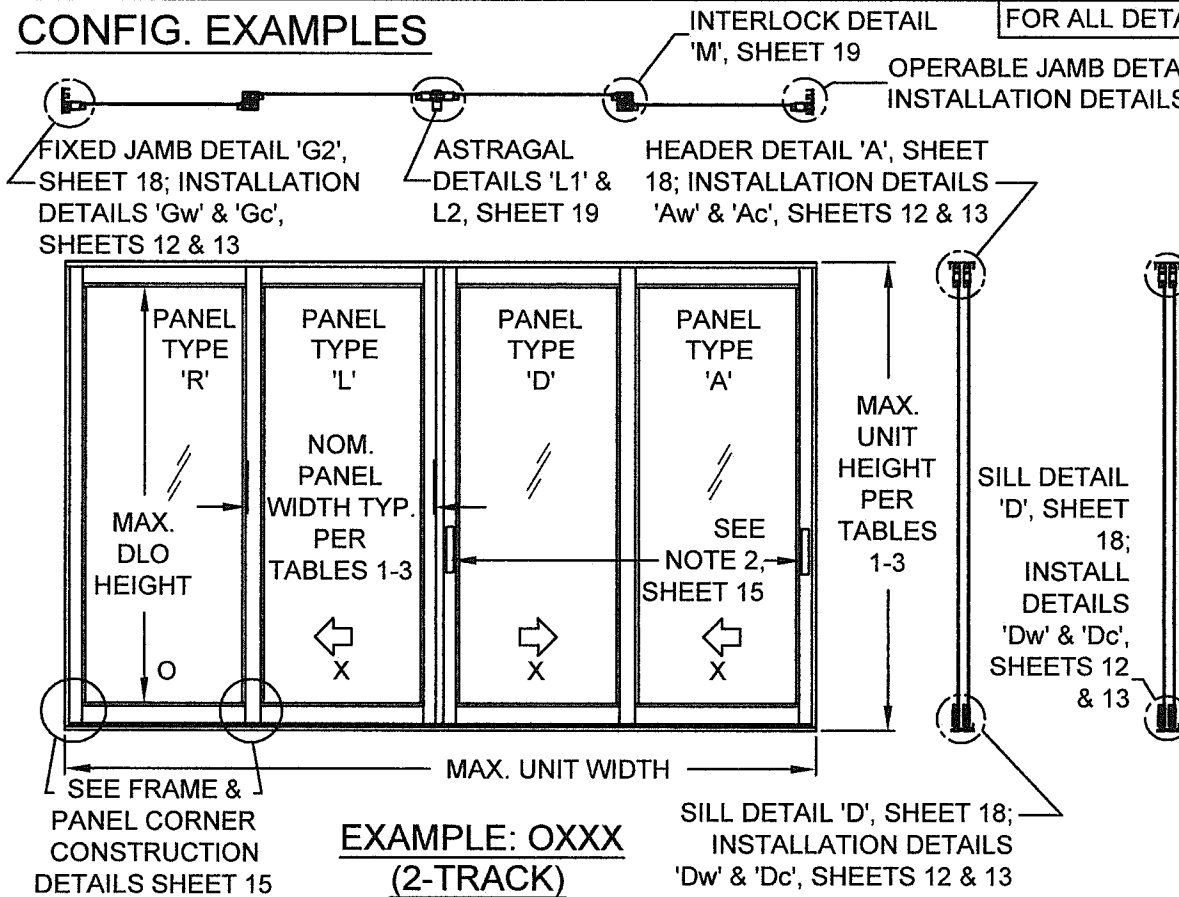 CONFIG. EXAMPLES
INTERLOCK DETAIL
'M', SHEET 19
FOR ALL
OPERABLE JAMB
INSTALLATION
FIXED JAMB DETAIL 'G2',
SHEET 18; INSTALLATION
DETAILS 'Gw' & 'Gc',
SHEETS 12 & 13
ASTRAGAL
DETAILS 'L1' &
L2, SHEET 19
HEADER DETAIL 'A', SHEET
18; INSTALLATION DETAILS
'Aw' & 'Ac', SHEETS 12 & 13
PANEL
TYPE
'R'
PANEL
TYPE
'L'
PANEL
TYPE
'D'
PANEL
TYPE
'A'
MAX.
DLO
HEIGHT
NOM.
PANEL
WIDTH TYP.
PER
TABLES 1-3
SEE
NOTE 2,
SHEET 15
MAX.
UNIT
HEIGHT
PER
TABLES
1-3
SILL DETAIL
'D', SHEET
18;
INSTALL
DETAILS
'Dw' & 'Dc',
SHEETS 12
& 13
O
X
X
X
MAX. UNIT WIDTH
SEE FRAME &
PANEL CORNER
CONSTRUCTION
DETAILS SHEET 15
EXAMPLE: OXXX
(2-TRACK)
SILL DETAIL 'D', SHEET 18;
INSTALLATION DETAILS
'Dw' & 'Dc', SHEETS 12 & 13